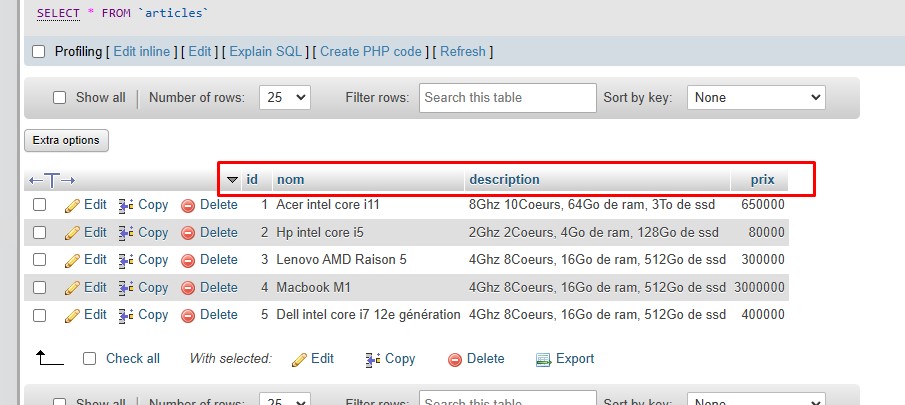 SELECT * FROM `articles`
Profiling [ Edit inline ] [ Edit ] [ Explain SQL ] [ Create PHP code ] [ Refresh ]
Show all Number of rows: 25 Filter rows: Search this table Sort by key: None
Extra options
id nom description prix
Edit Copy Delete 1 Acer intel core i11 8Ghz 10Coeurs, 64Go de ram, 3To de ssd 650000
Edit Copy Delete 2 Hp intel core i5 2Ghz 2Coeurs, 4Go de ram, 128Go de ssd 80000
Edit Copy Delete 3 Lenovo AMD Raison 5 4Ghz 8Coeurs, 16Go de ram, 512Go de ssd 300000
Edit Copy Delete 4 Macbook M1 4Ghz 8Coeurs, 16Go de ram, 512Go de ssd 3000000
Edit Copy Delete 5 Dell intel core i7 12e génération 4Ghz 8Coeurs, 16Go de ram, 512Go de ssd 400000
Check all With selected: Edit Copy Delete Export
Show all Number of rows: 25 Filter rows: Search this table Sort by key: None